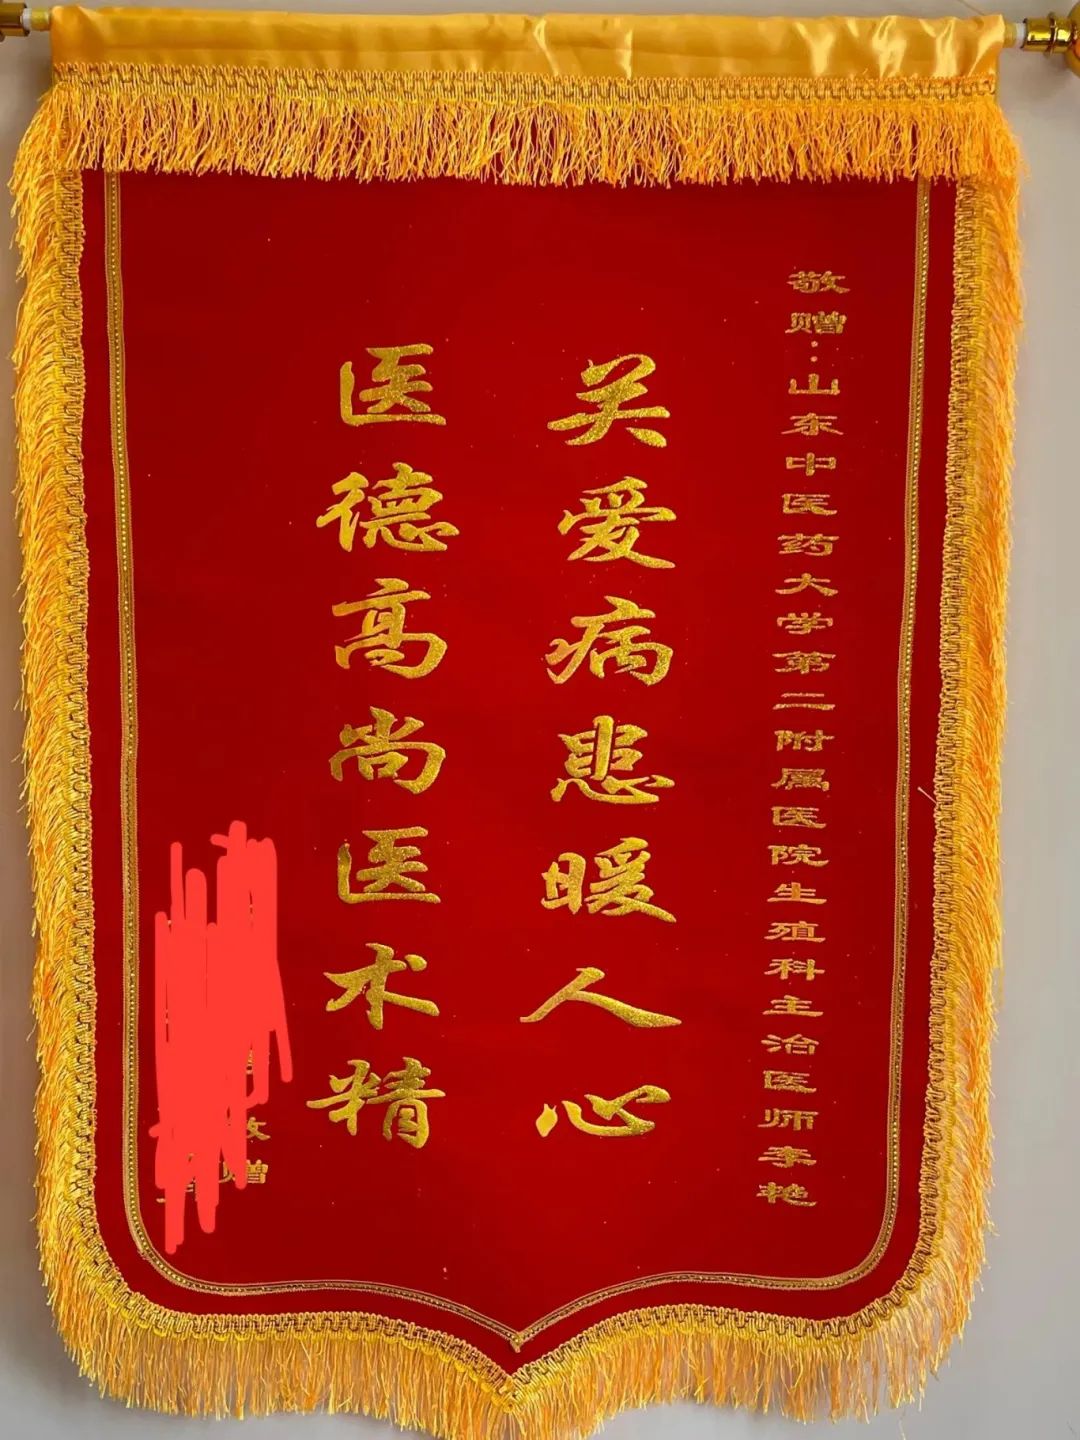 敬赠：山东中医药大学第二附属医院生殖科主治医师李艳
关爱病患暖人心
医德高尚医术精
敬赠